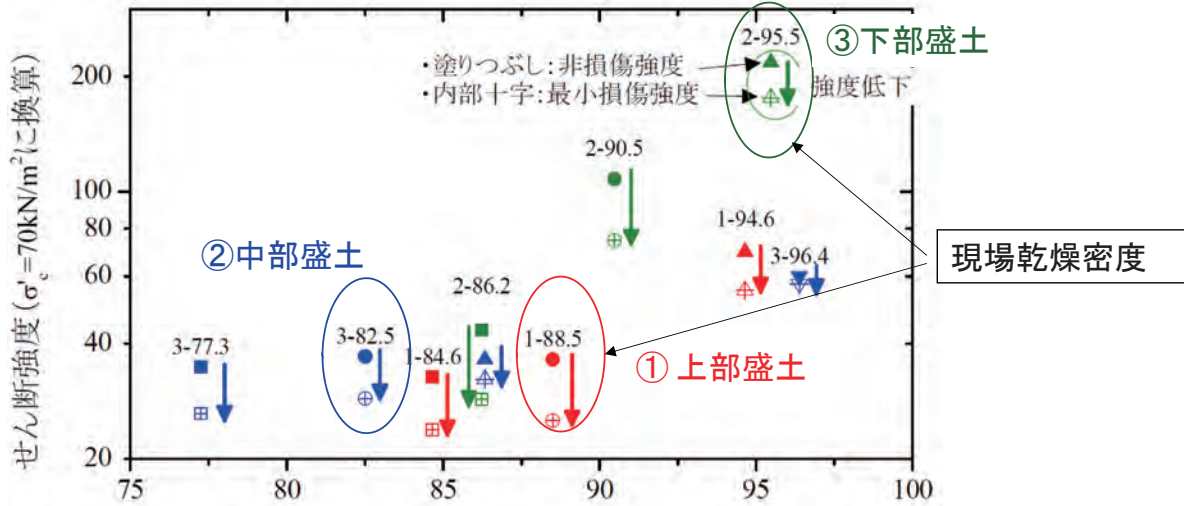 せん断強度 (σ'c=70kN/m²に換算)
200
100
80
60
40
20
75
80
85
90
95
100
2-95.5
③下部盛土
・塗りつぶし:非損傷強度
・内部十字:最小損傷強度
強度低下
2-90.5
1-94.6
3-96.4
現場乾燥密度
②中部盛土
2-86.2
3-77.3
3-82.5
1-84.6
1-88.5
① 上部盛土